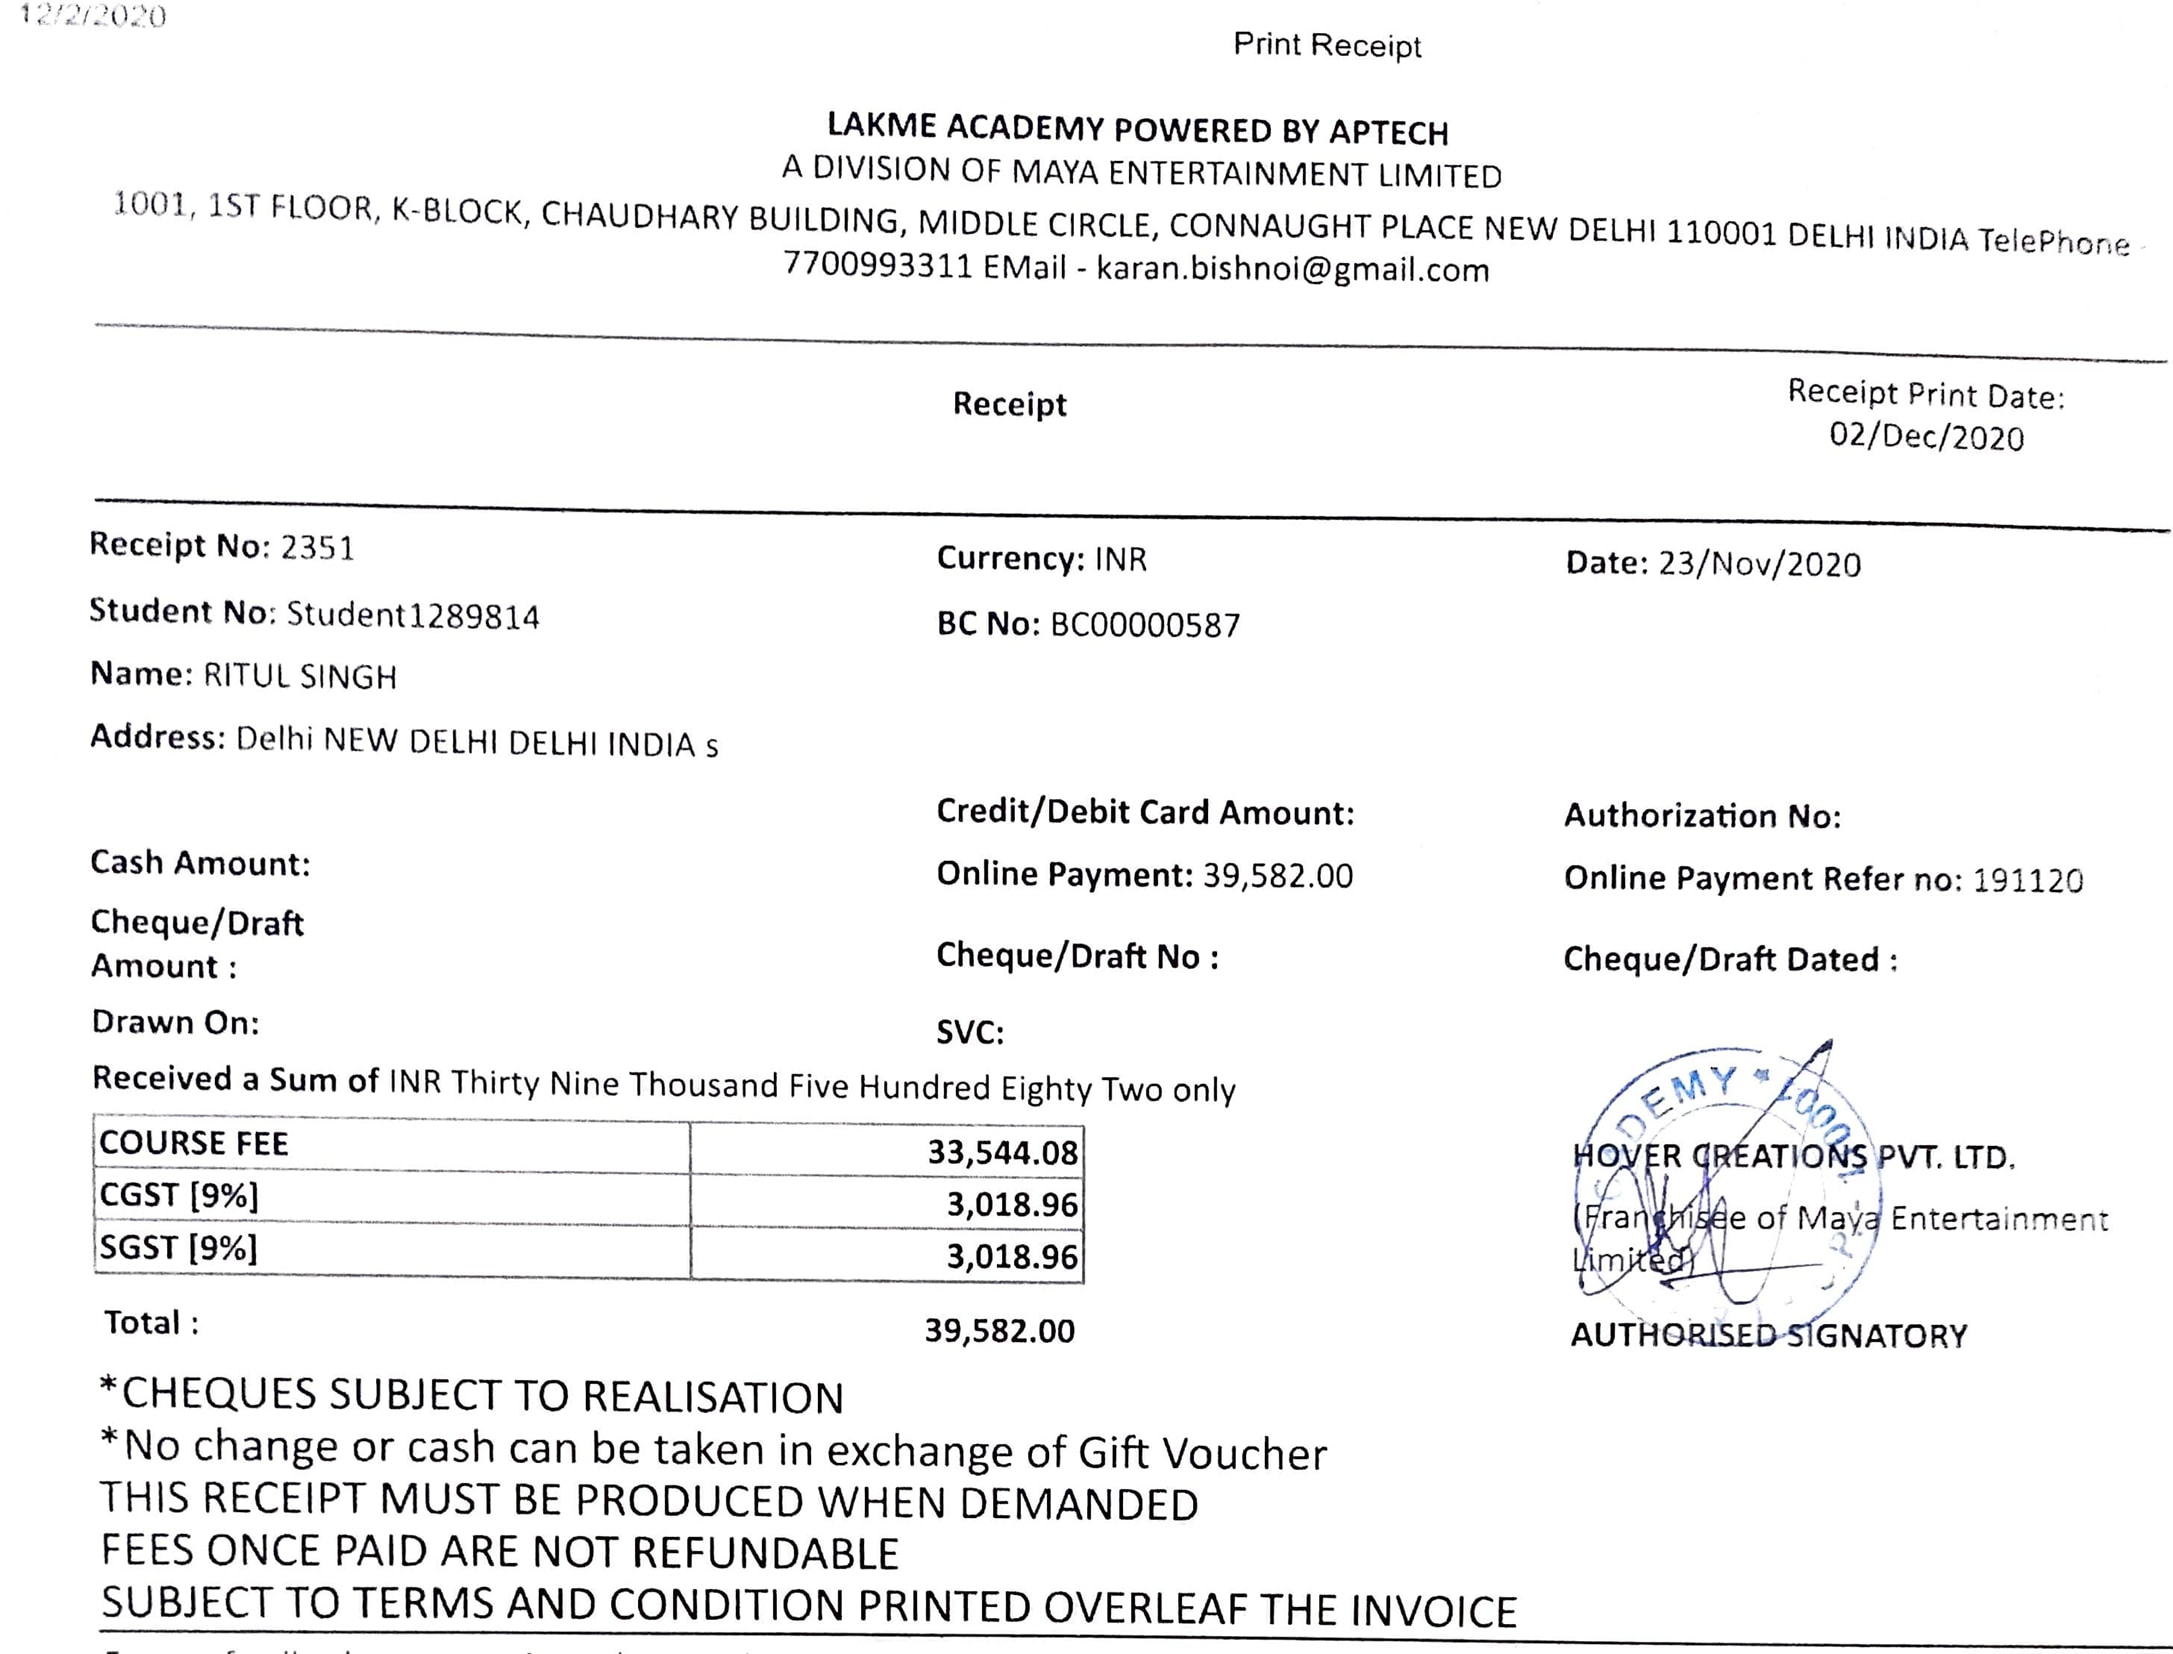 12/2/2020
Print Receipt
LAKME ACADEMY POWERED BY APTECH
A DIVISION OF MAYA ENTERTAINMENT LIMITED
1001, 1ST FLOOR, K-BLOCK, CHAUDHARY BUILDING, MIDDLE CIRCLE, CONNAUGHT PLACE NEW DELHI 110001 DELHI INDIA TelePhone -
7700993311 EMail - karan.bishnoi@gmail.com
Receipt
Receipt Print Date:
02/Dec/2020
Receipt No: 2351 Currency: INR Date: 23/Nov/2020
Student No: Student1289814 BC No: BC00000587
Name: RITUL SINGH
Address: Delhi NEW DELHI DELHI INDIA s
Credit/Debit Card Amount: Authorization No:
Cash Amount: Online Payment: 39,582.00 Online Payment Refer no: 191120
Cheque/Draft
Amount : Cheque/Draft No : Cheque/Draft Dated :
Drawn On: SVC:
Received a Sum of INR Thirty Nine Thousand Five Hundred Eighty Two only
COURSE FEE 33,544.08
CGST [9%] 3,018.96
SGST [9%] 3,018.96
Total : 39,582.00
HOVER CREATIONS PVT. LTD.
(Franchisee of Maya Entertainment
Limited)
AUTHORISED SIGNATORY
*CHEQUES SUBJECT TO REALISATION
*No change or cash can be taken in exchange of Gift Voucher
THIS RECEIPT MUST BE PRODUCED WHEN DEMANDED
FEES ONCE PAID ARE NOT REFUNDABLE
SUBJECT TO TERMS AND CONDITION PRINTED OVERLEAF THE INVOICE